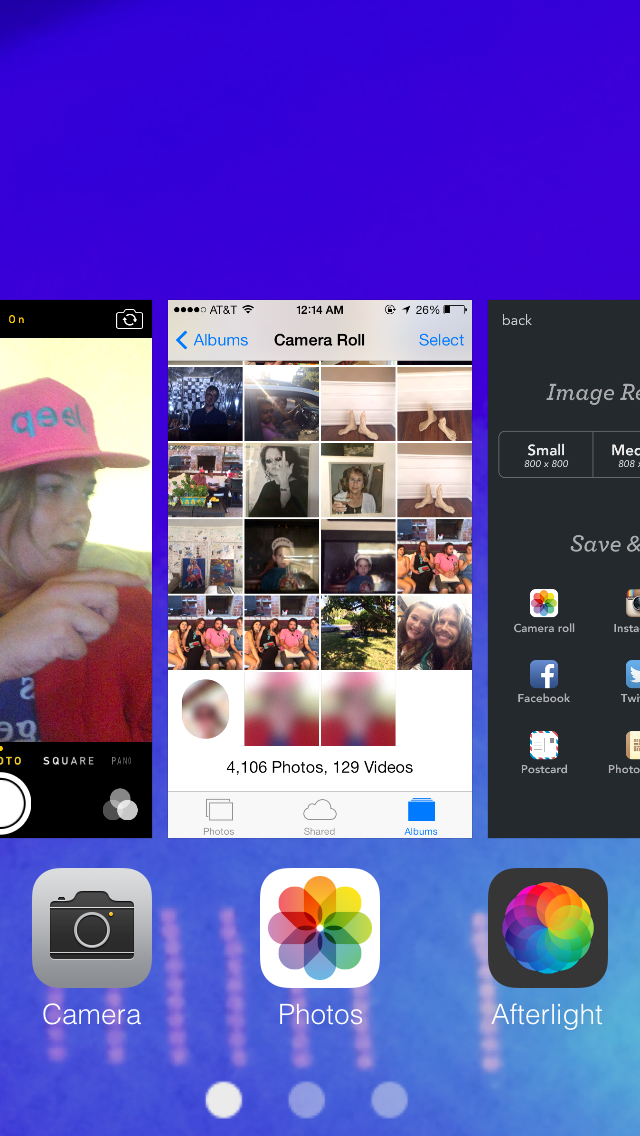 On
jeep
OTO SQUARE PANO
AT&T 12:14 AM 26%
Albums Camera Roll Select
4,106 Photos, 129 Videos
Photos Shared Albums
back
Image Re
Small Med
800 x 800 808 x
Save &
Camera roll Insta
Facebook Twit
Postcard Photo
Camera Photos Afterlight